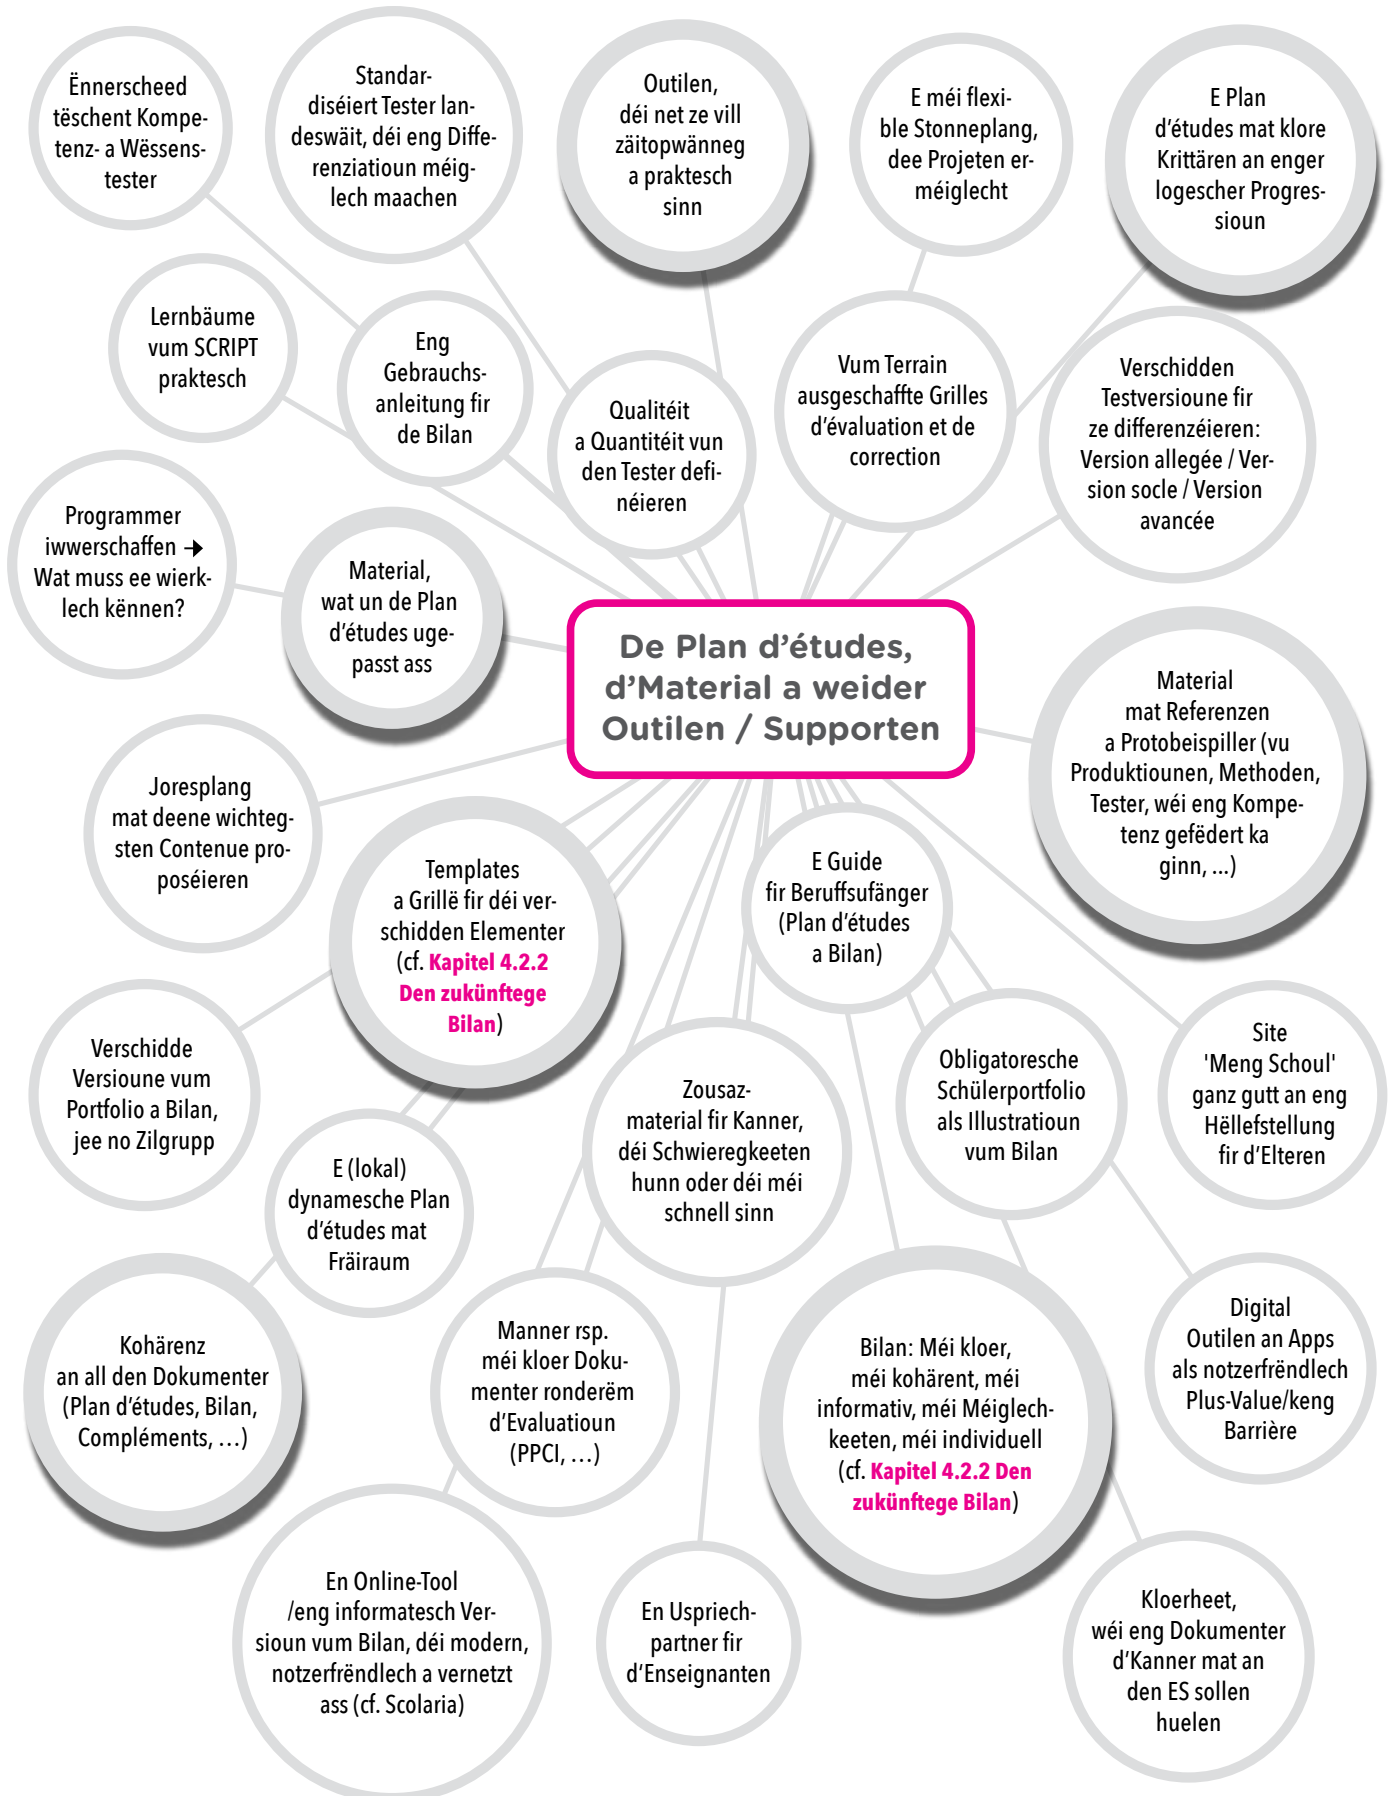 Ënnerscheed
tëschent Kompe-
tenz- a Wëssens-
tester
Standar-
diséiert Tester lan-
deswäit, déi eng Diffe-
renziatioun méig-
lech maachen
Outilen,
déi net ze vill
zäitopwänneg
a praktesch
sinn
E méi flexi-
ble Stonneplang,
dee Projeten er-
méiglecht
E Plan
d'études mat klore
Krittären an enger
logescher Progres-
sioun
Lernbäume
vum SCRIPT
praktesch
Eng
Gebrauchs-
anleitung fir
de Bilan
Qualitéit
a Quantitéit vun
den Tester defi-
néieren
Vum Terrain
ausgeschaffte Grilles
d'évaluation et de
correction
Verschidden
Testversioune fir
ze differenzéieren:
Version allegée / Ver-
sion socle / Version
avancée
Programmer
iwwerschaffen →
Wat muss ee wierk-
lech kënnen?
Material,
wat un de Plan
d'études uge-
passt ass
De Plan d'études,
d'Material a weider
Outilen / Supporten
Material
mat Referenzen
a Protobeispiller (vu
Produktiounen, Methoden,
Tester, wéi eng Kompe-
tenz gefëdert ka
ginn, ...)
Joresplang
mat deene wichteg-
sten Contenue pro-
poséieren
Templates
a Grillë fir déi ver-
schidden Elementer
(cf. Kapitel 4.2.2
Den zukünftege
Bilan)
E Guide
fir Beruffsufänger
(Plan d'études
a Bilan)
Verschidde
Versioune vum
Portfolio a Bilan,
jee no Zilgrupp
Zousaz-
material fir Kanner,
déi Schwieregkeeten
hunn oder déi méi
schnell sinn
Obligatoresche
Schülerportfolio
als Illustratioun
vum Bilan
Site
'Meng Schoul'
ganz gutt an eng
Hëllefstellung
fir d'Elteren
E (lokal)
dynamesche Plan
d'études mat
Fräiraum
Kohärenz
an all den Dokumenter
(Plan d'études, Bilan,
Compléments, ...)
Manner rsp.
méi kloer Doku-
menter ronderëm
d'Evaluatioun
(PPCI, ...)
Bilan: Méi kloer,
méi kohärent, méi
informativ, méi Méiglech-
keeten, méi individuell
(cf. Kapitel 4.2.2 Den
zukünftege Bilan)
Digital
Outilen an Apps
als notzerfrëndlech
Plus-Value/keng
Barrière
En Online-Tool
/eng informatesch Ver-
sioun vum Bilan, déi modern,
notzerfrëndlech a vernetzt
ass (cf. Scolaria)
En Uspriech-
partner fir
d'Enseignanten
Kloerheet,
wéi eng Dokumenter
d'Kanner mat an
den ES sollen
huelen